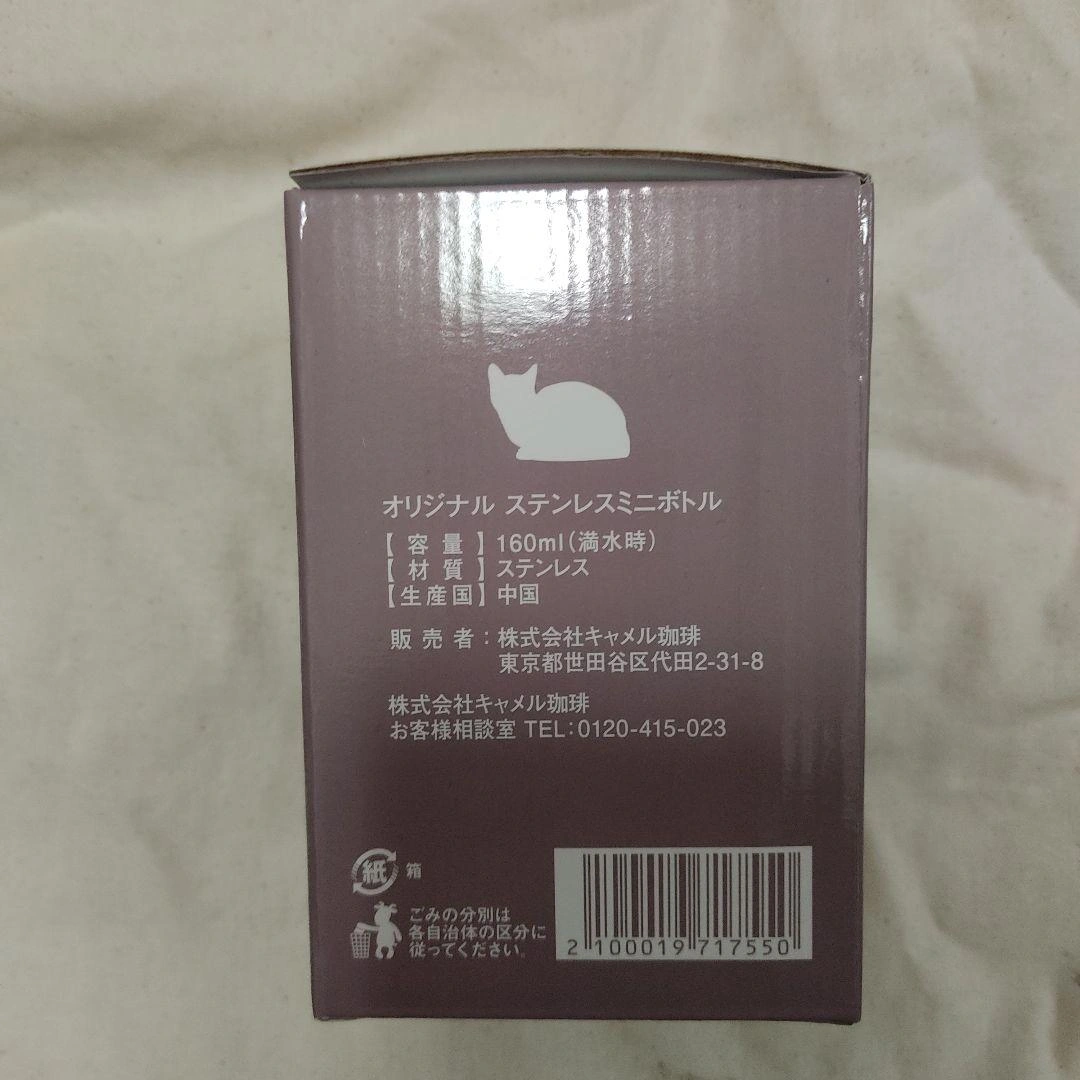 オリジナル ステンレスミニボトル
【 容 量 】 160ml(満水時)
【 材 質 】 ステンレス
【生産国】 中国
販 売 者 : 株式会社キャメル珈琲
東京都世田谷区代田2-31-8
株式会社キャメル珈琲
お客様相談室 TEL:0120-415-023
紙 箱
ごみの分別は
各自治体の区分に
従ってください。
2 100019 717550